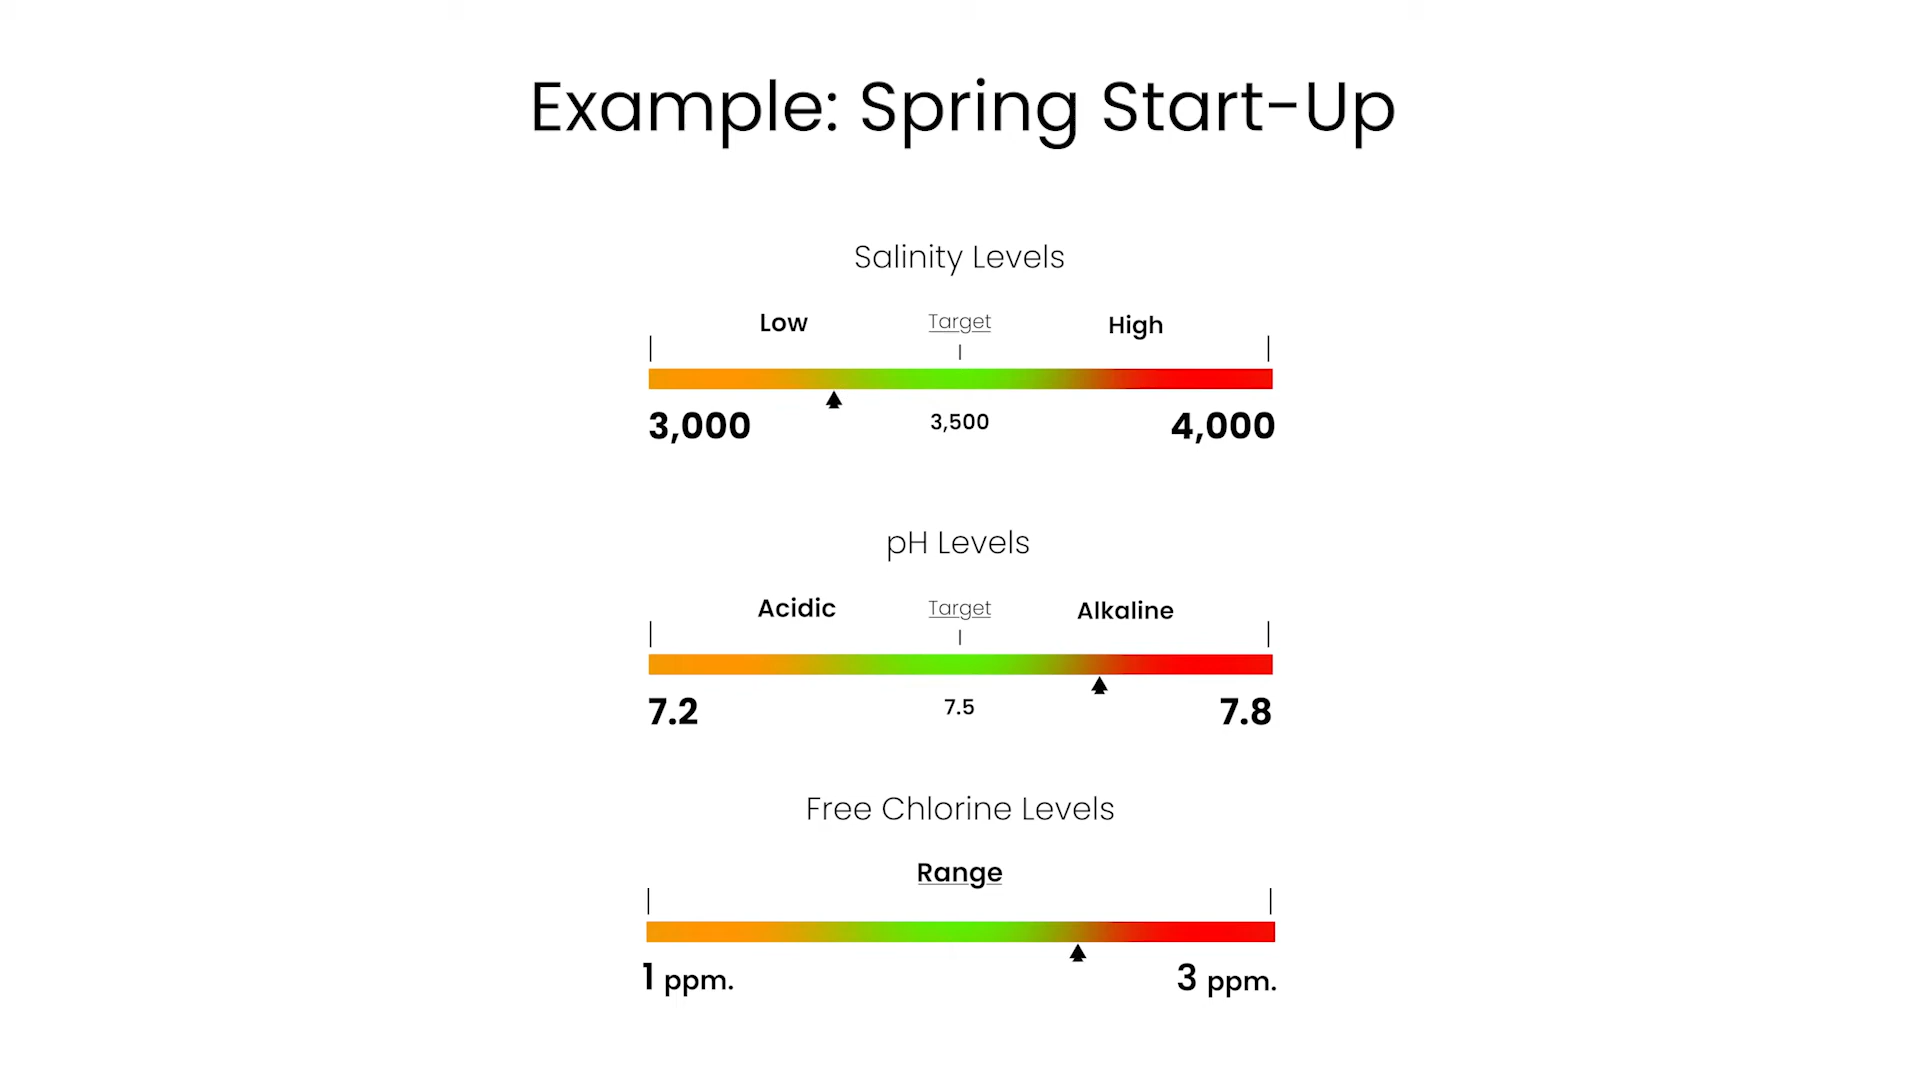 Example: Spring Start-Up
Salinity Levels
Low Target High
3,000 3,500 4,000
pH Levels
Acidic Target Alkaline
7.2 7.5 7.8
Free Chlorine Levels
Range
1 ppm. 3 ppm.